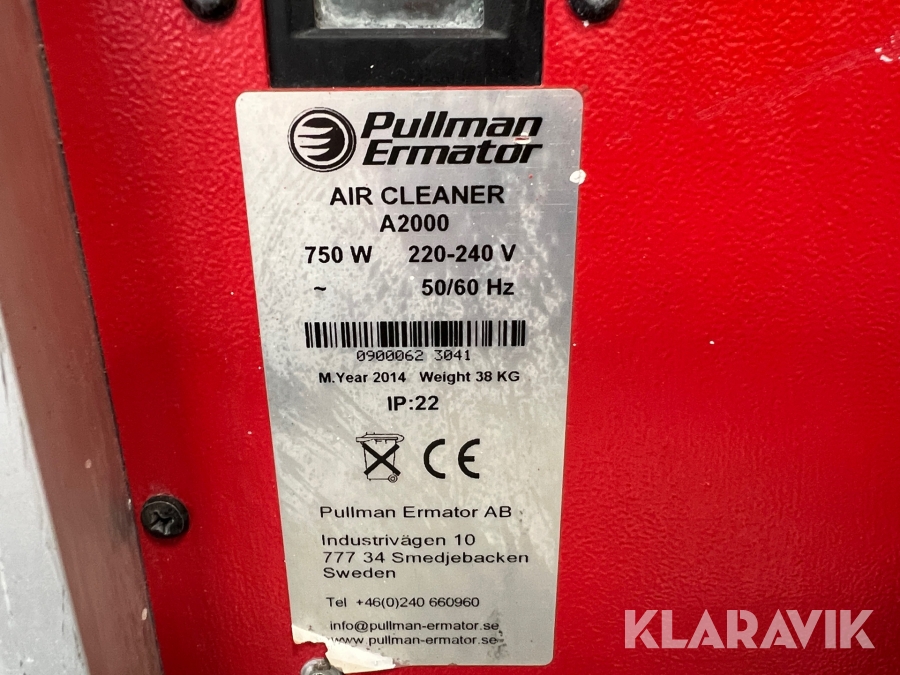 Pullman
Ermator
AIR CLEANER
A2000
750 W 220-240 V
~ 50/60 Hz
0900062 3041
M.Year 2014 Weight 38 KG
IP:22
CE
Pullman Ermator AB
Industrivägen 10
777 34 Smedjebacken
Sweden
Tel +46(0)240 660960
info@pullman-ermator.se
www.pullman-ermator.se
KLARAVIK